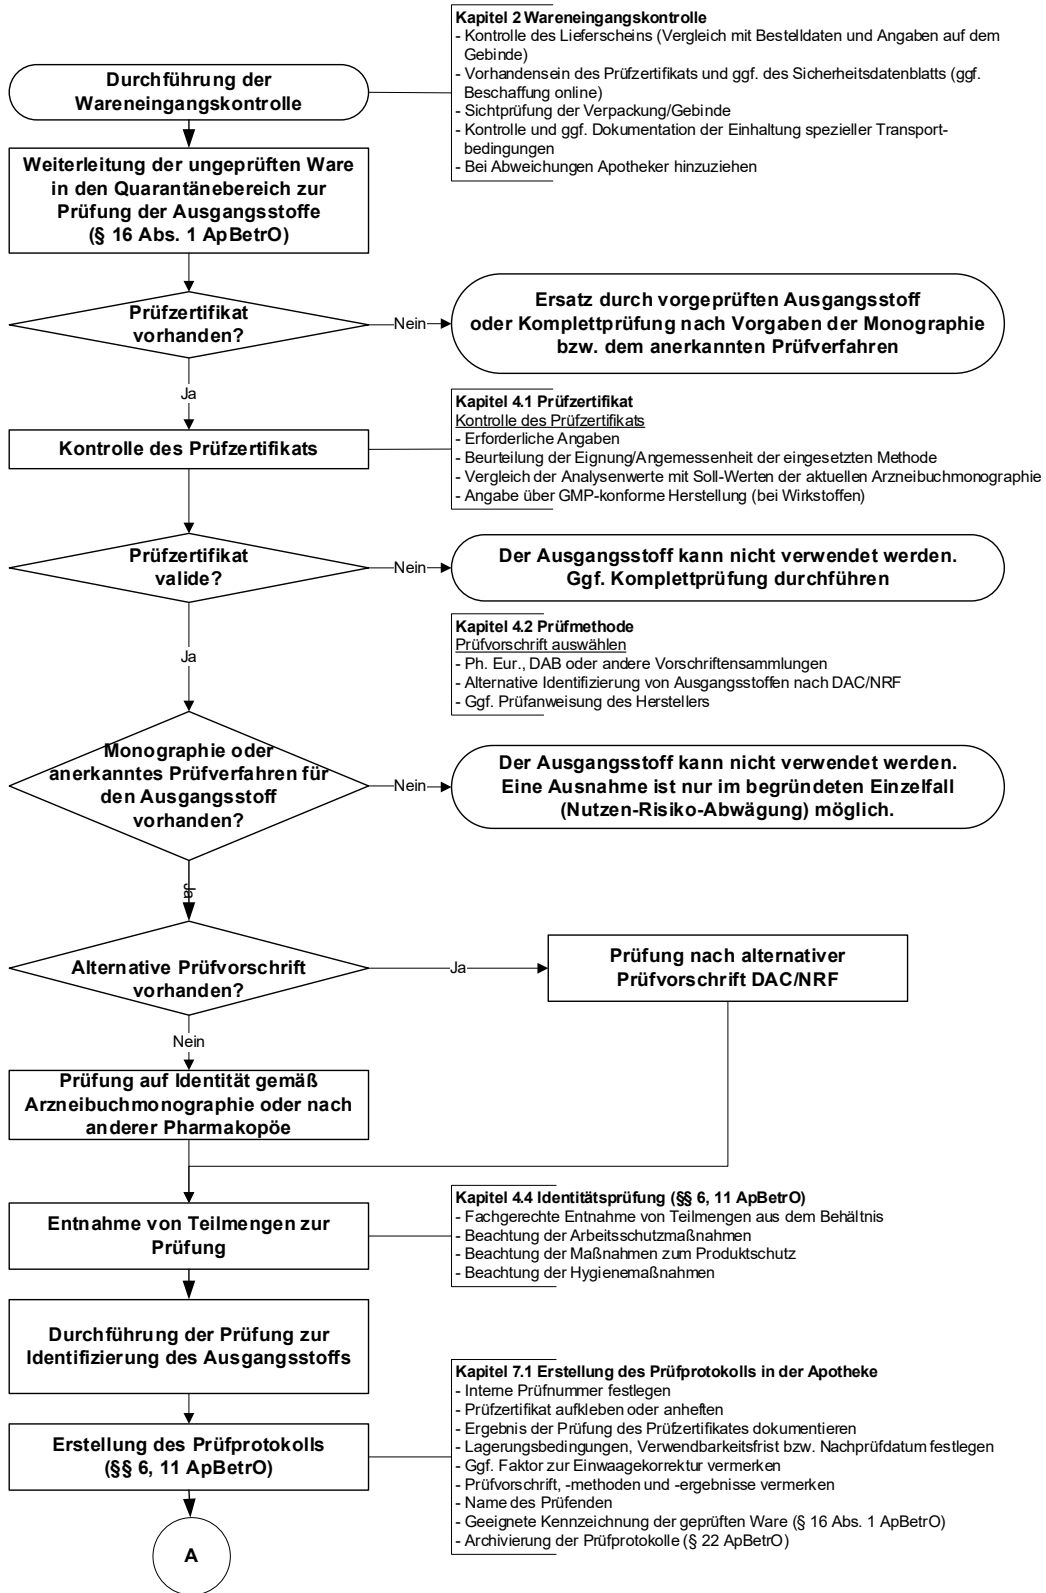 Kapitel 2 Wareneingangskontrolle
- Kontrolle des Lieferscheins (Vergleich mit Bestelldaten und Angaben auf dem
Gebinde)
- Vorhandensein des Prüfzertifikats und ggf. des Sicherheitsdatenblatts (ggf.
Beschaffung online)
- Sichtprüfung der Verpackung/Gebinde
- Kontrolle und ggf. Dokumentation der Einhaltung spezieller Transport-
bedingungen
- Bei Abweichungen Apotheker hinzuziehen
Durchführung der
Wareneingangskontrolle
Weiterleitung der ungeprüften Ware
in den Quarantänebereich zur
Prüfung der Ausgangsstoffe
(§ 16 Abs. 1 ApBetrO)
Prüfzertifikat
vorhanden?
Nein
Ersatz durch vorgeprüften Ausgangsstoff
oder Komplettprüfung nach Vorgaben der Monographie
bzw. dem anerkannten Prüfverfahren
Ja
Kontrolle des Prüfzertifikats
Kapitel 4.1 Prüfzertifikat
Kontrolle des Prüfzertifikats
- Erforderliche Angaben
- Beurteilung der Eignung/Angemessenheit der eingesetzten Methode
- Vergleich der Analysenwerte mit Soll-Werten der aktuellen Arzneibuchmonographie
- Angabe über GMP-konforme Herstellung (bei Wirkstoffen)
Prüfzertifikat
valide?
Nein
Der Ausgangsstoff kann nicht verwendet werden.
Ggf. Komplettprüfung durchführen
Ja
Kapitel 4.2 Prüfmethode
Prüfvorschrift auswählen
- Ph. Eur., DAB oder andere Vorschriftensammlungen
- Alternative Identifizierung von Ausgangsstoffen nach DAC/NRF
- Ggf. Prüfanweisung des Herstellers
Monographie oder
anerkanntes Prüfverfahren für
den Ausgangsstoff
vorhanden?
Nein
Der Ausgangsstoff kann nicht verwendet werden.
Eine Ausnahme ist nur im begründeten Einzelfall
(Nutzen-Risiko-Abwägung) möglich.
Ja
Alternative Prüfvorschrift
vorhanden?
Ja
Prüfung nach alternativer
Prüfvorschrift DAC/NRF
Nein
Prüfung auf Identität gemäß
Arzneibuchmonographie oder nach
anderer Pharmakopöe
Entnahme von Teilmengen zur
Prüfung
Kapitel 4.4 Identitätsprüfung (§§ 6, 11 ApBetrO)
- Fachgerechte Entnahme von Teilmengen aus dem Behältnis
- Beachtung der Arbeitsschutzmaßnahmen
- Beachtung der Maßnahmen zum Produktschutz
- Beachtung der Hygienemaßnahmen
Durchführung der Prüfung zur
Identifizierung des Ausgangsstoffs
Erstellung des Prüfprotokolls
(§§ 6, 11 ApBetrO)
Kapitel 7.1 Erstellung des Prüfprotokolls in der Apotheke
- Interne Prüfnummer festlegen
- Prüfzertifikat aufkleben oder anheften
- Ergebnis der Prüfung des Prüfzertifikates dokumentieren
- Lagerungsbedingungen, Verwendbarkeitsfrist bzw. Nachprüfdatum festlegen
- Ggf. Faktor zur Einwaagekorrektur vermerken
- Prüfvorschrift, -methoden und -ergebnisse vermerken
- Name des Prüfenden
- Geeignete Kennzeichnung der geprüften Ware (§ 16 Abs. 1 ApBetrO)
- Archivierung der Prüfprotokolle (§ 22 ApBetrO)
A